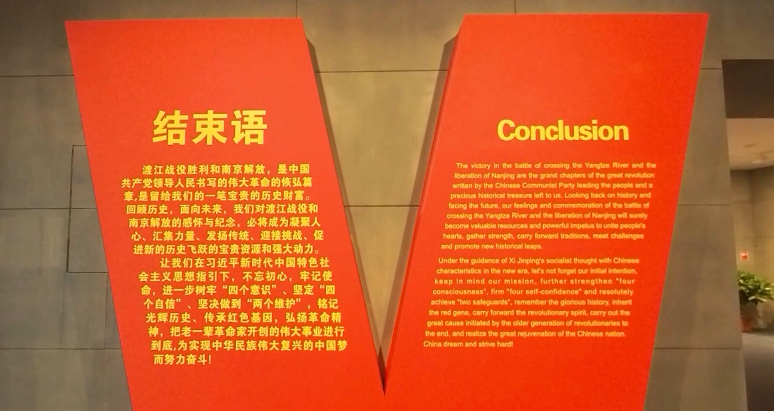 结束语
渡江战役胜利和南京解放，是中国
共产党领导人民书写的伟大革命的恢弘篇
章,是留给我们的一笔宝贵的历史财富。
回顾历史，面向未来，我们对渡江战役和
南京解放的感怀与纪念，必将成为凝聚人
心、汇集力量、发扬传统、迎接挑战、促
进新的历史飞跃的宝贵资源和强大动力。
让我们在习近平新时代中国特色社
会主义思想指引下，不忘初心，牢记使
命，进一步树牢“四个意识”、坚定“四
个自信”、坚决做到“两个维护”，铭记
光辉历史、传承红色基因，弘扬革命精
神，把老一辈革命家开创的伟大事业进行
到底,为实现中华民族伟大复兴的中国梦
而努力奋斗!
Conclusion
The victory in the battle of crossing the Yangtze River and the
liberation of Nanjing are the grand chapters of the great revolution
written by the Chinese Communist Party leading the people and a
precious historical treasure left to us. Looking back on history and
facing the future, our feelings and commemoration of the battle of
crossing the Yangtze River and the liberation of Nanjing will surely
become valuable resources and powerful impetus to unite people's
hearts, gather strength, carry forward traditions, meet challenges
and promote new historical leaps.
Under the guidance of Xi Jinping's socialist thought with Chinese
characteristics in the new era, let's not forget our initial intention,
keep in mind our mission, further strengthen "four
consciousness", firm "four self-confidence" and resolutely
achieve "two safeguards", remember the glorious history, inherit
the red gene, carry forward the revolutionary spirit, carry out the
great cause initiated by the older generation of revolutionaries to
the end, and realize the great rejuvenation of the Chinese nation.
China dream and strive hard!